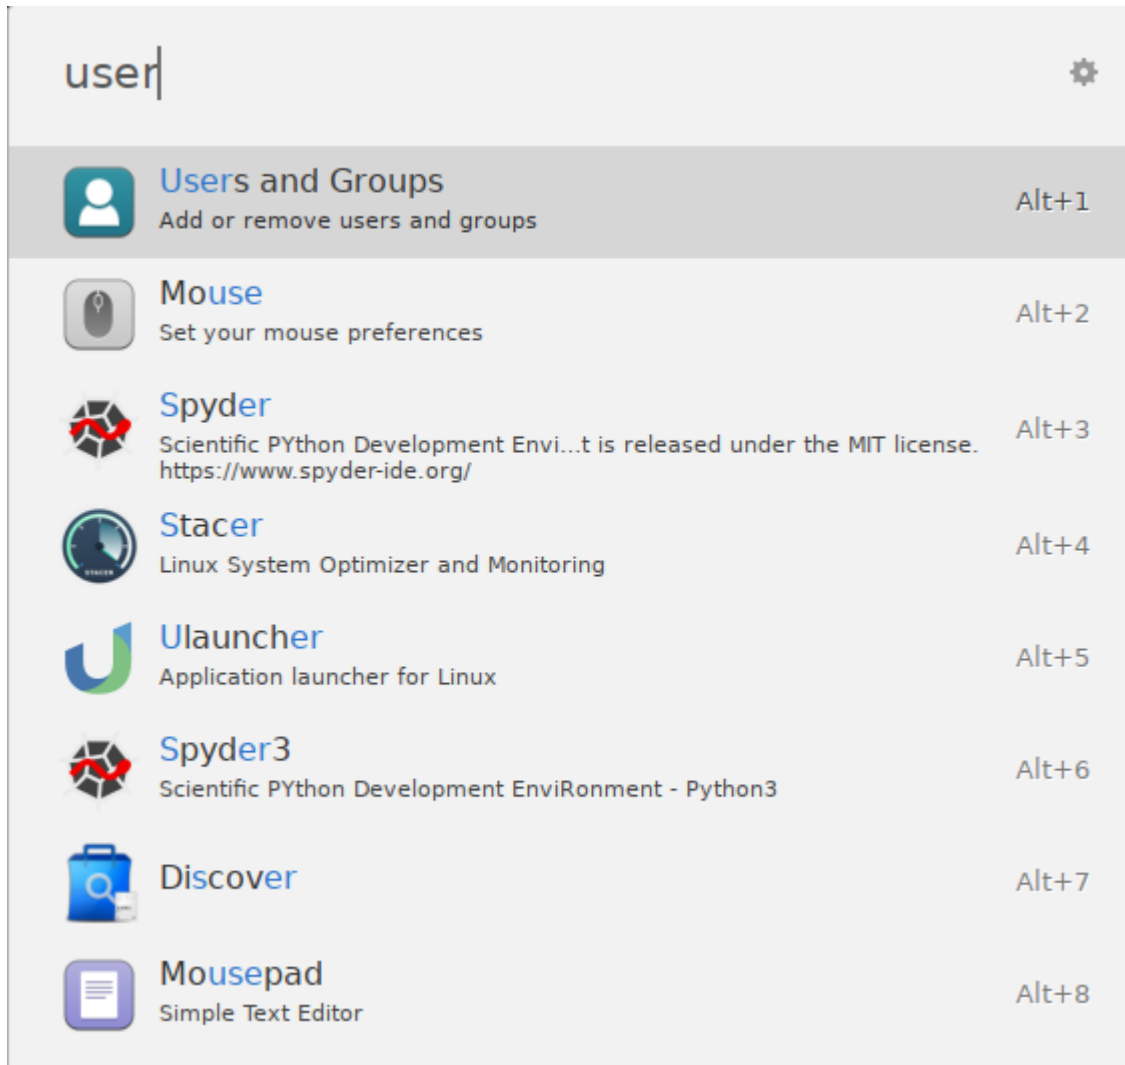 user
Users and Groups
Alt+1
Add or remove users and groups
Mouse
Alt+2
Set your mouse preferences
Spyder
Alt+3
Scientific PYthon Development Envi...t is released under the MIT license.
https://www.spyder-ide.org/
Stacer
Alt+4
Linux System Optimizer and Monitoring
STACER
Ulauncher
Alt+5
Application launcher for Linux
Spyder3
Alt+6
Scientific PYthon Development EnviRonment - Python3
Discover
Alt+7
Mousepad
Alt+8
Simple Text Editor